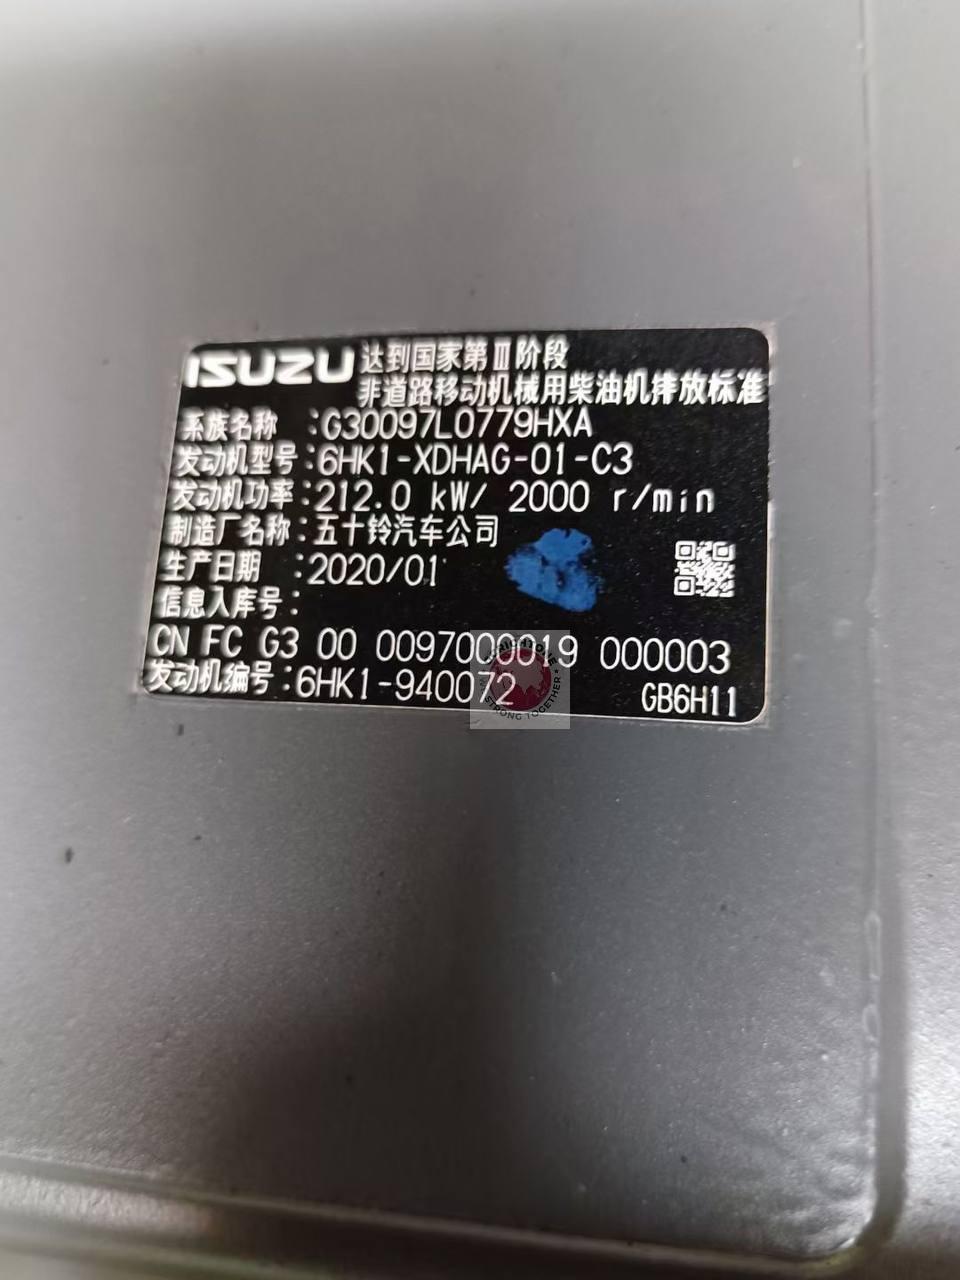 ISUZU 达到国家第Ⅲ阶段
非道路移动机械用柴油机排放标准
系族名称 :G30097L0779HXA
发动机型号:6HK1-XDHAG-01-C3
发动机功率:212.0 kW/ 2000 r/min
制造厂名称:五十铃汽车公司
生产日期 :2020/01
信息入库号:
CN FC G3 00 0097000019 000003
发动机编号:6HK1-940072
GB6H11
STRONG TOGETHER